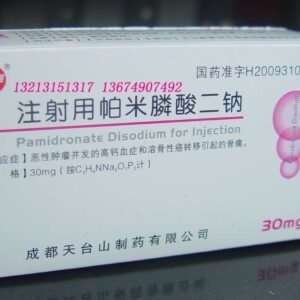 国药准字H2009310
13213151317 13674907492
注射用帕米膦酸二钠
Pamidronate Disodium for Injection
应症】恶性肿瘤并发的高钙血症和溶骨性癌转移引起的骨痛。
格】30mg(按C₃H₉NNa₂O₇P₂计)
30mg
成都天台山制药有限公司